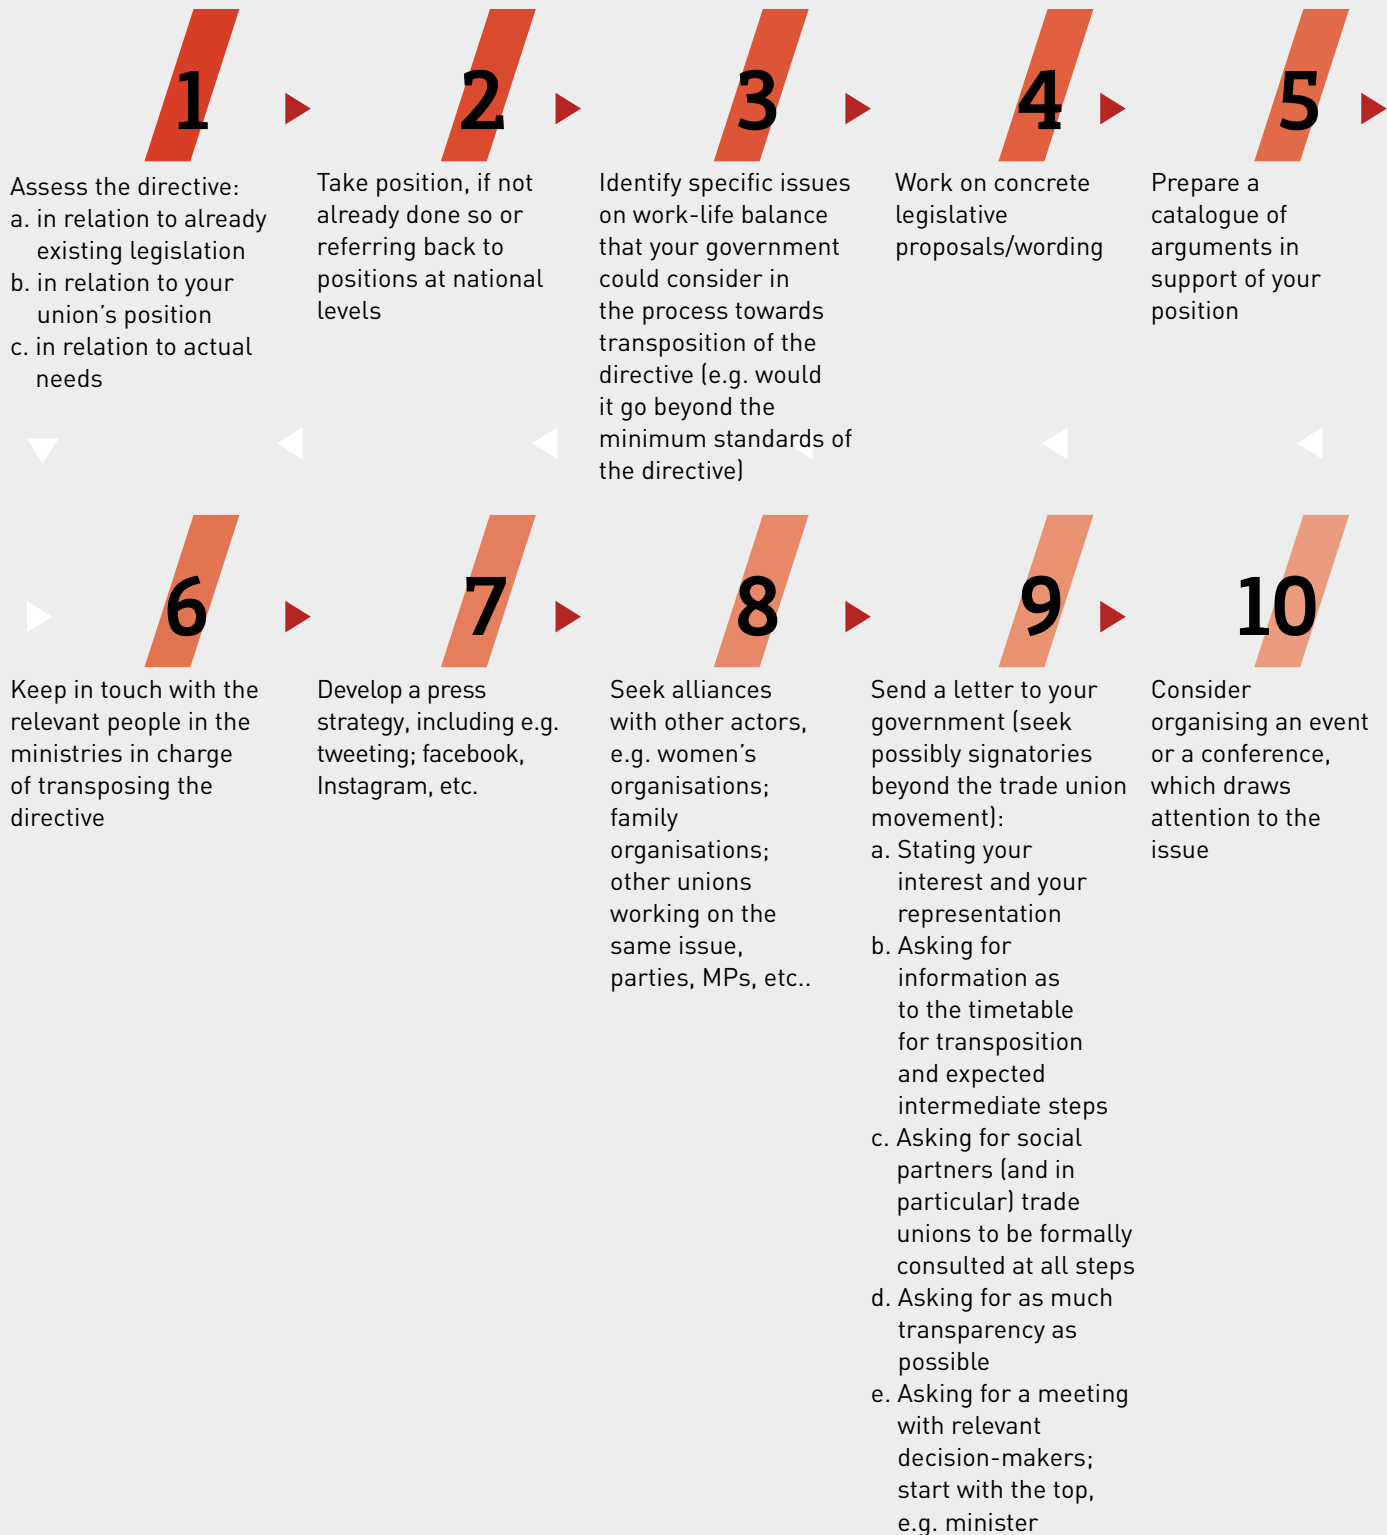 1
Assess the directive:
a. in relation to already
existing legislation
b. in relation to your
union's position
c. in relation to actual
needs
2
Take position, if not
already done so or
referring back to
positions at national
levels
3
Identify specific issues
on work-life balance
that your government
could consider in
the process towards
transposition of the
directive (e.g. would
it go beyond the
minimum standards of
the directive)
4
Work on concrete
legislative
proposals/wording
5
Prepare a
catalogue of
arguments in
support of your
position
6
Keep in touch with the
relevant people in the
ministries in charge
of transposing the
directive
7
Develop a press
strategy, including e.g.
tweeting; facebook,
Instagram, etc.
8
Seek alliances
with other actors,
e.g. women's
organisations;
family
organisations;
other unions
working on the
same issue,
parties, MPs, etc..
9
Send a letter to your
government (seek
possibly signatories
beyond the trade union
movement):
a. Stating your
interest and your
representation
b. Asking for
information as
to the timetable
for transposition
and expected
intermediate steps
c. Asking for social
partners (and in
particular) trade
unions to be formally
consulted at all steps
d. Asking for as much
transparency as
possible
e. Asking for a meeting
with relevant
decision-makers;
start with the top,
e.g. minister
10
Consider
organising an event
or a conference,
which draws
attention to the
issue